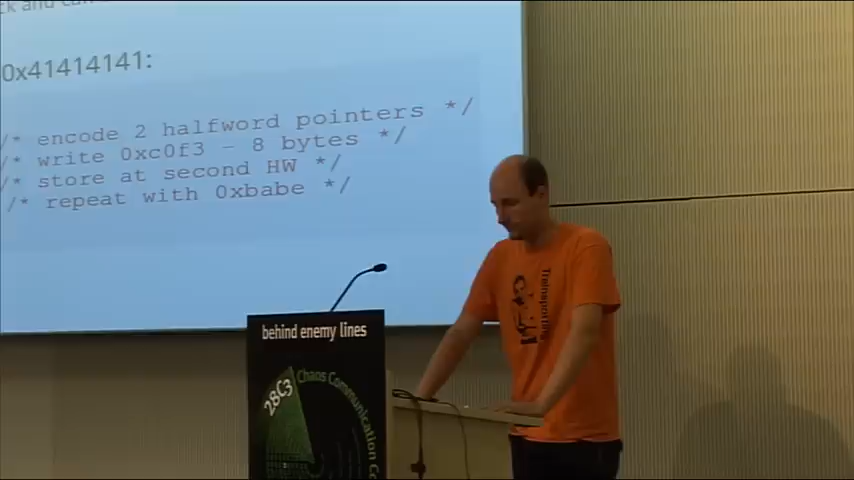 0x41414141:
/* encode 2 halfword pointers */
/* write 0xc0f3 - 8 bytes */
/* store at second HW */
/* repeat with 0xbabe */
behind enemy lines
28C3
Chaos Communication
Trainspotting